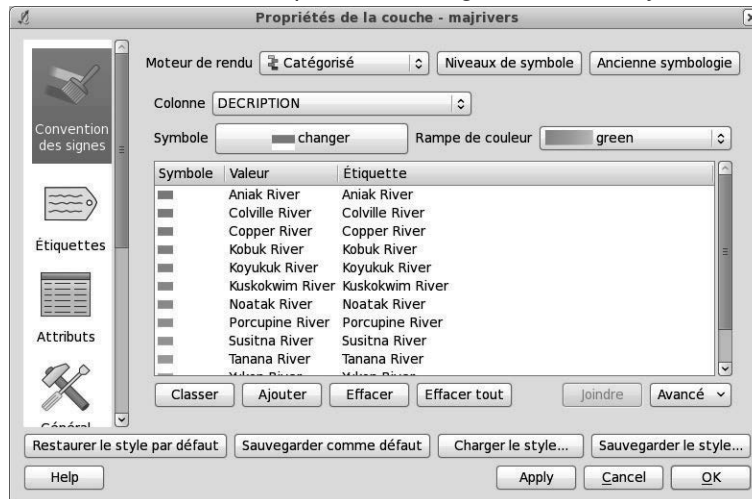 Propriétés de la couche - majrivers
Moteur de rendu Catégorisé Niveaux de symbole Ancienne symbologie
Colonne DECRIPTION
Convention des signes
Symbole changer Rampe de couleur green
Symbole Valeur Étiquette
Aniak River Aniak River
Colville River Colville River
Copper River Copper River
Étiquettes
Kobuk River Kobuk River
Koyukuk River Koyukuk River
Kuskokwim River Kuskokwim River
Noatak River Noatak River
Porcupine River Porcupine River
Attributs
Susitna River Susitna River
Tanana River Tanana River
Classer Ajouter Effacer Effacer tout Joindre Avancé
Général
Restaurer le style par défaut Sauvegarder comme défaut Charger le style... Sauvegarder le style...
Help Apply Cancel OK